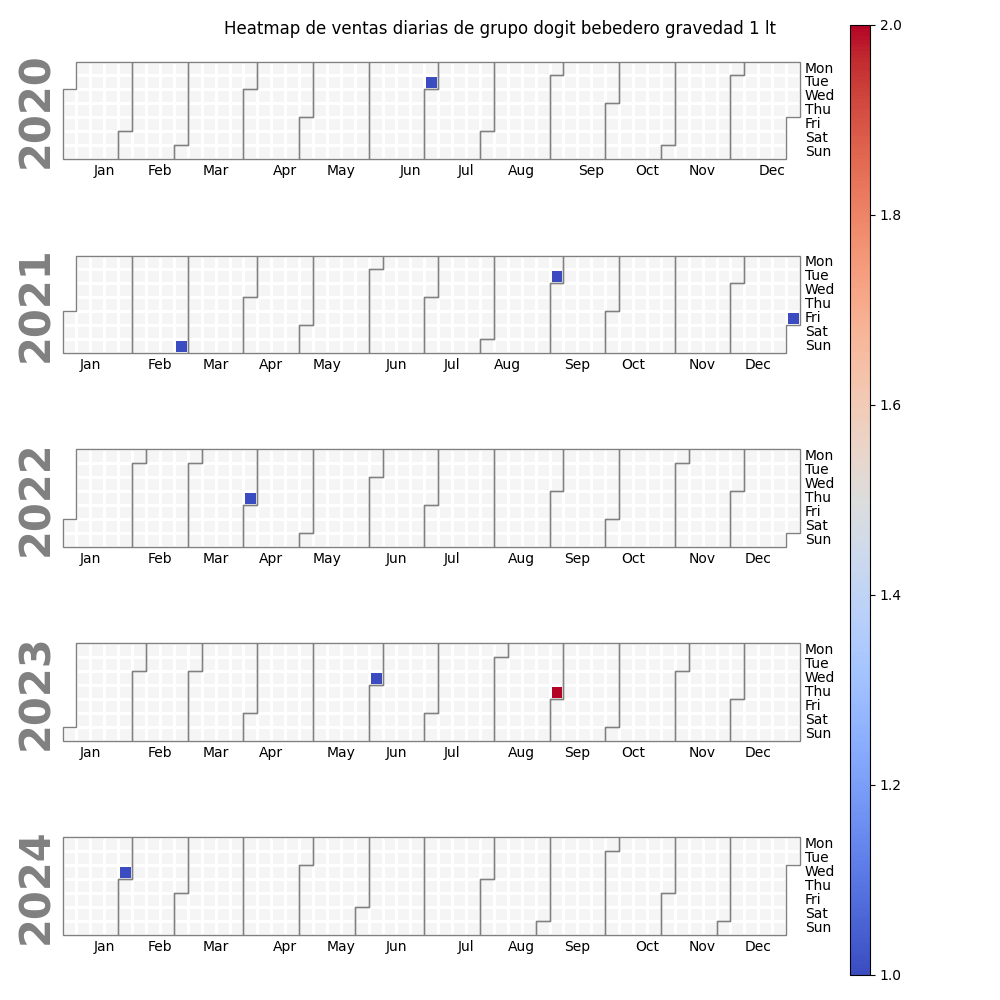 Heatmap de ventas diarias de grupo dogit bebedero gravedad 1 lt
2020
Mon
Tue
Wed
Thu
Fri
Sat
Sun
Jan Feb Mar Apr May Jun Jul Aug Sep Oct Nov Dec
2021
Mon
Tue
Wed
Thu
Fri
Sat
Sun
Jan Feb Mar Apr May Jun Jul Aug Sep Oct Nov Dec
2022
Mon
Tue
Wed
Thu
Fri
Sat
Sun
Jan Feb Mar Apr May Jun Jul Aug Sep Oct Nov Dec
2023
Mon
Tue
Wed
Thu
Fri
Sat
Sun
Jan Feb Mar Apr May Jun Jul Aug Sep Oct Nov Dec
2024
Mon
Tue
Wed
Thu
Fri
Sat
Sun
Jan Feb Mar Apr May Jun Jul Aug Sep Oct Nov Dec
2.0
1.8
1.6
1.4
1.2
1.0